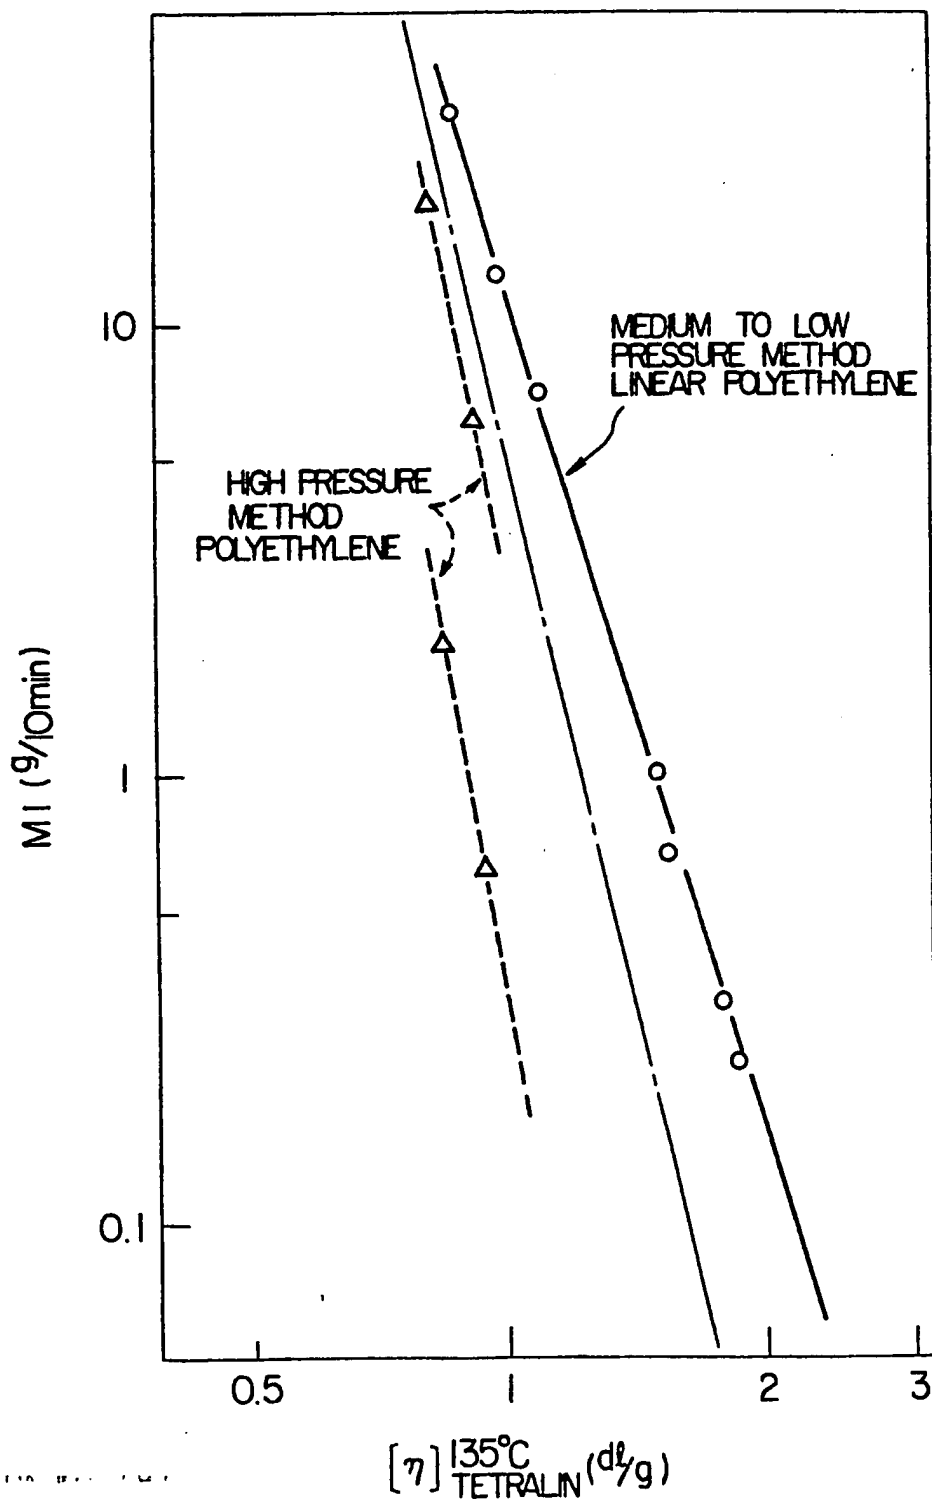 10
MEDIUM TO LOW
PRESSURE METHOD
LINEAR POLYETHYLENE
HIGH PRESSURE
METHOD
POLYETHYLENE
MI (g/10min)
1
0.1
0.5 1 2 3
[η] 135°C TETRALIN (dl/g)